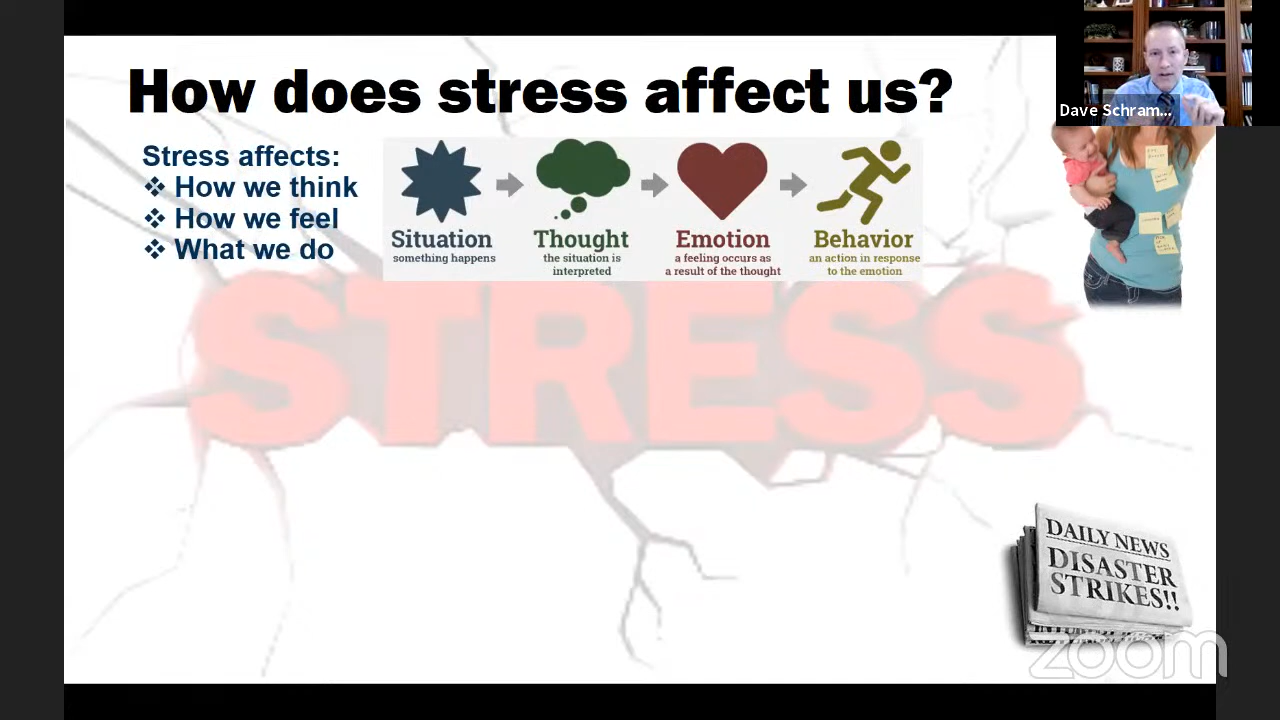 How does stress affect us?
Dave Schram...
Stress affects:
❖ How we think
❖ How we feel
❖ What we do
Situation
something happens
Thought
the situation is
interpreted
Emotion
a feeling occurs as
a result of the thought
Behavior
an action in response
to the emotion
STRESS
DAILY NEWS
DISASTER
STRIKES!!
zoom